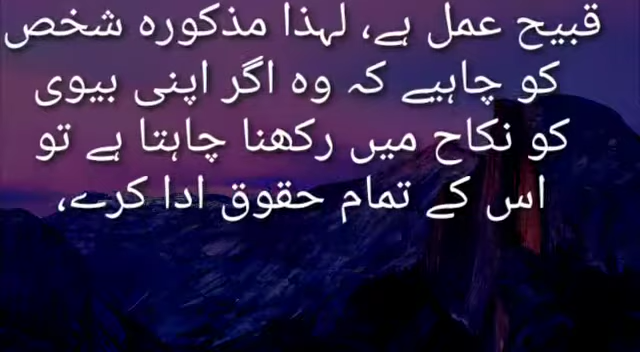 قبیح عمل ہے، لہذا مذکورہ شخص
کو چاہیے کہ وہ اگر اپنی بیوی
کو نکاح میں رکھنا چاہتا ہے تو
اس کے تمام حقوق ادا کرے،